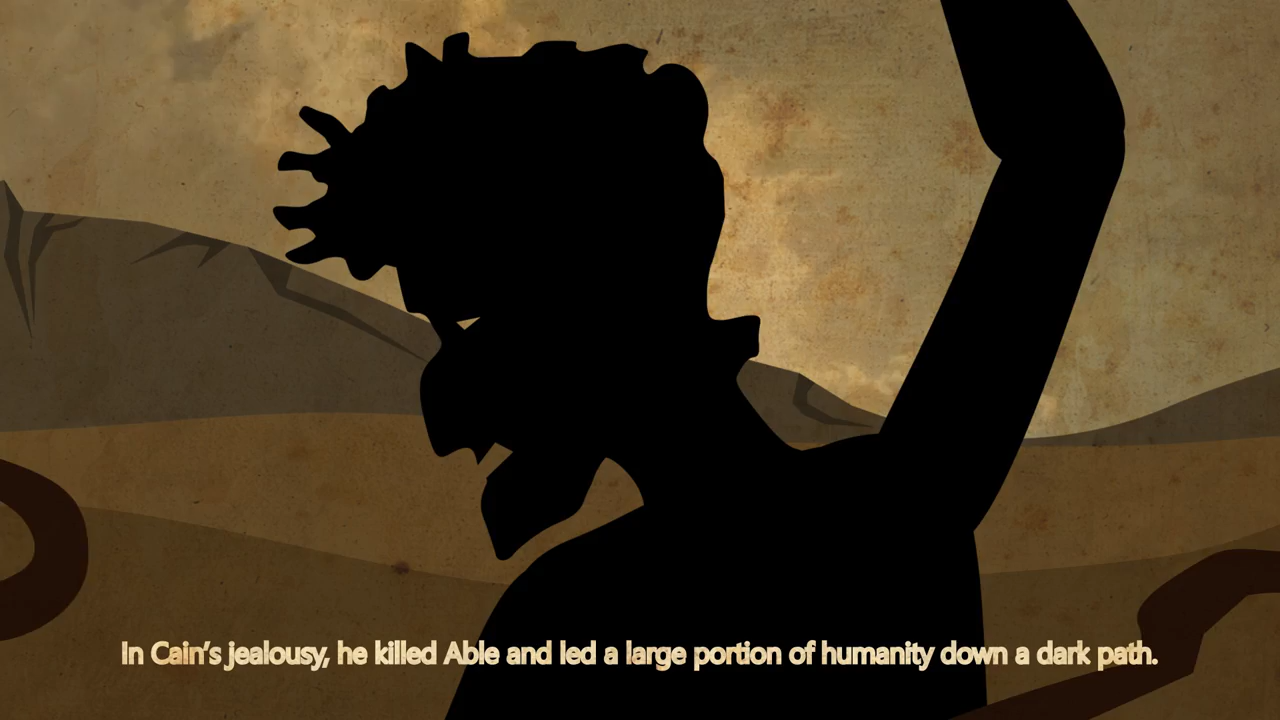 In Cain’s jealousy, he killed Able and led a large portion of humanity down a dark path.